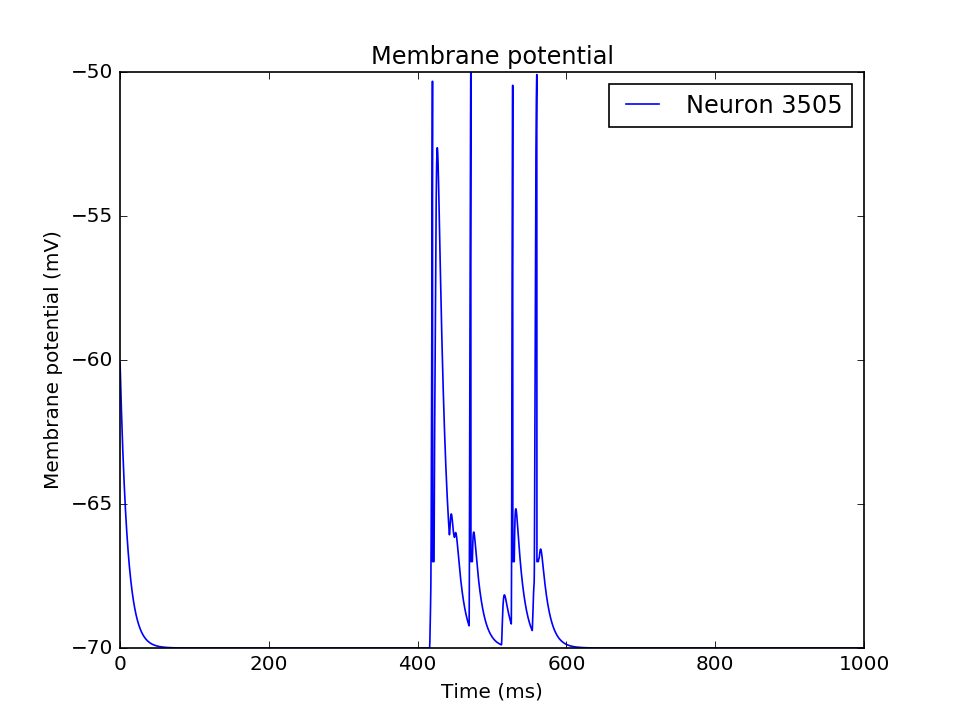 Membrane potential
Neuron 3505
Membrane potential (mV)
−50
−55
−60
−65
−70
0 200 400 600 800 1000
Time (ms)